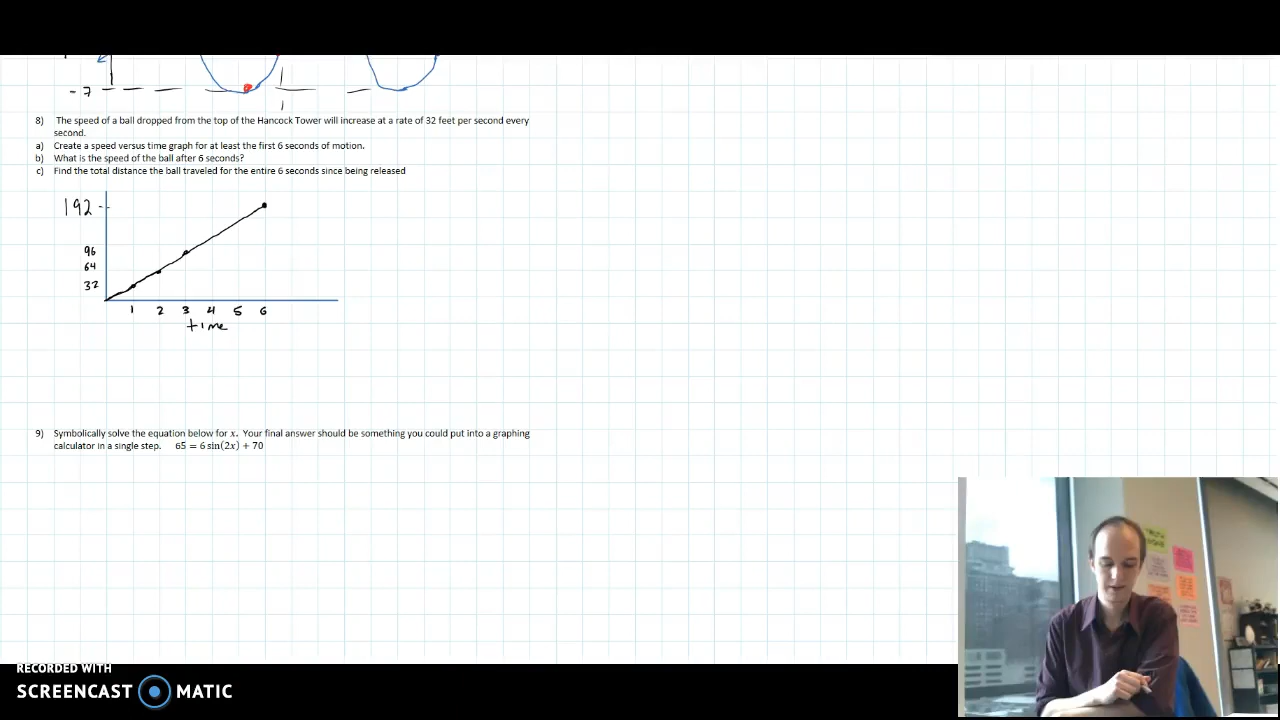 - 7
8) The speed of a ball dropped from the top of the Hancock Tower will increase at a rate of 32 feet per second every
second.
a) Create a speed versus time graph for at least the first 6 seconds of motion.
b) What is the speed of the ball after 6 seconds?
c) Find the total distance the ball traveled for the entire 6 seconds since being released
192
96
64
32
1 2 3 4 5 6
time
9) Symbolically solve the equation below for x. Your final answer should be something you could put into a graphing
calculator in a single step. 65 = 6 sin(2x) + 70
RECORDED WITH
SCREENCAST MATIC